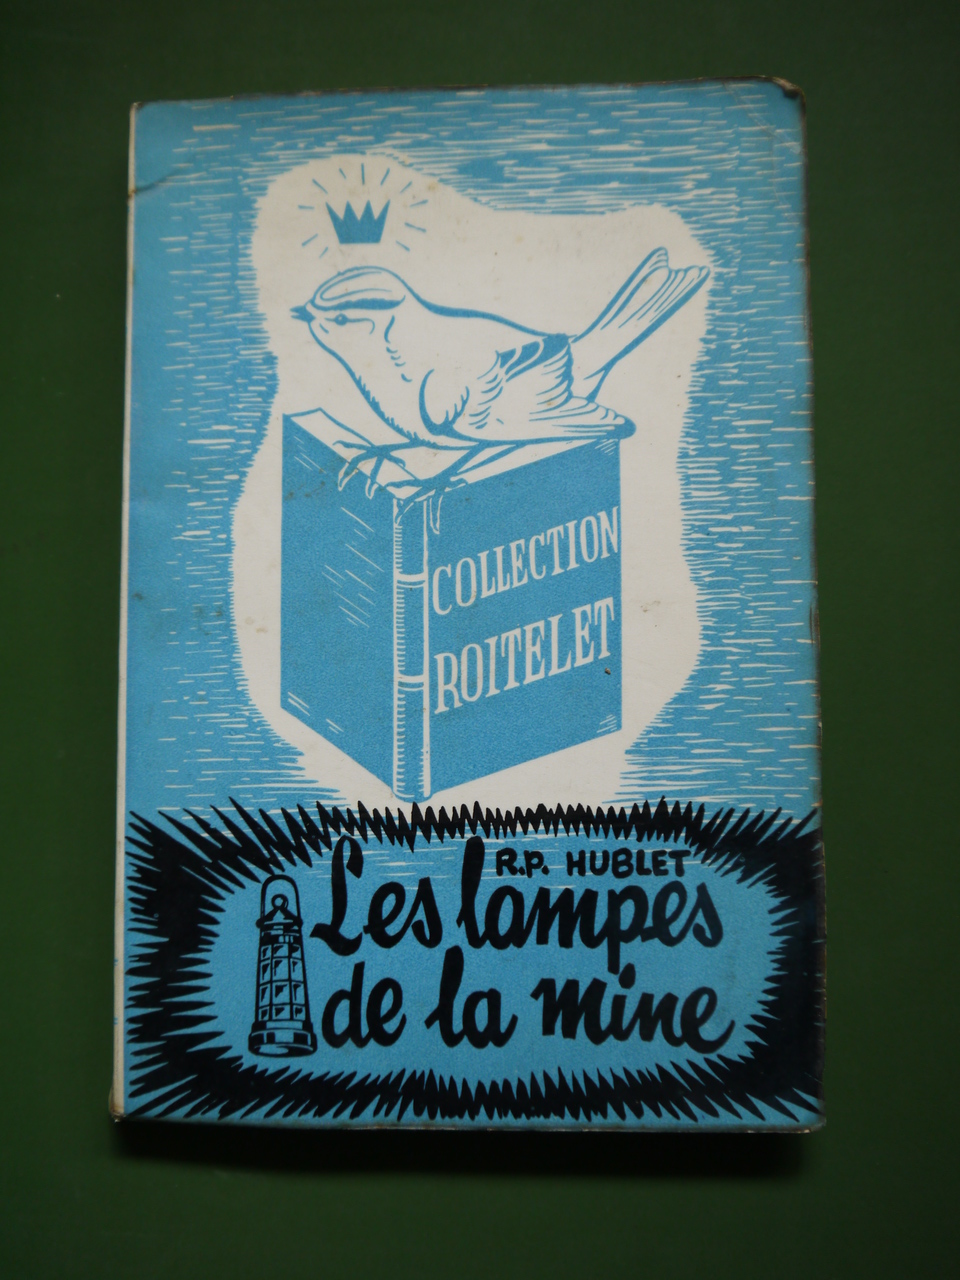 COLLECTION
ROITELET
R.P. HUBLET
Les lampes
de la mine